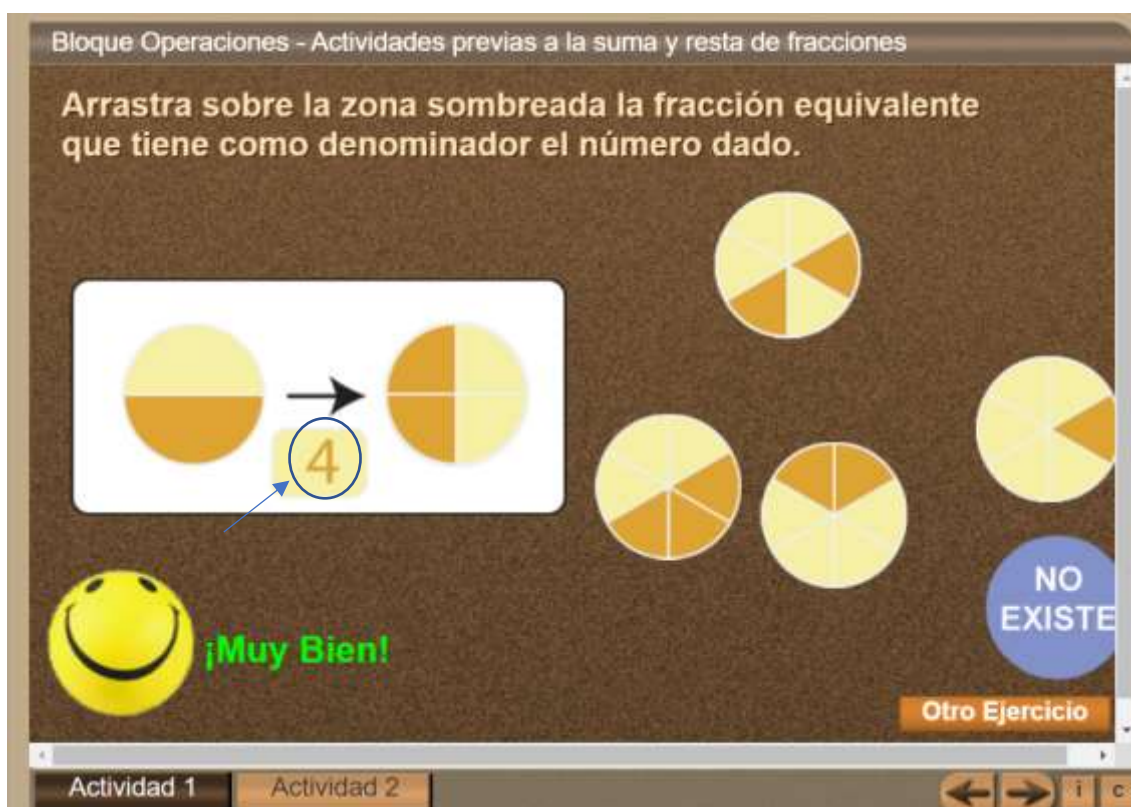 Bloque Operaciones - Actividades previas a la suma y resta de fracciones
Arrastra sobre la zona sombreada la fracción equivalente
que tiene como denominador el número dado.
4
NO
EXISTE
¡Muy Bien!
Otro Ejercicio
Actividad 1
Actividad 2
i
c